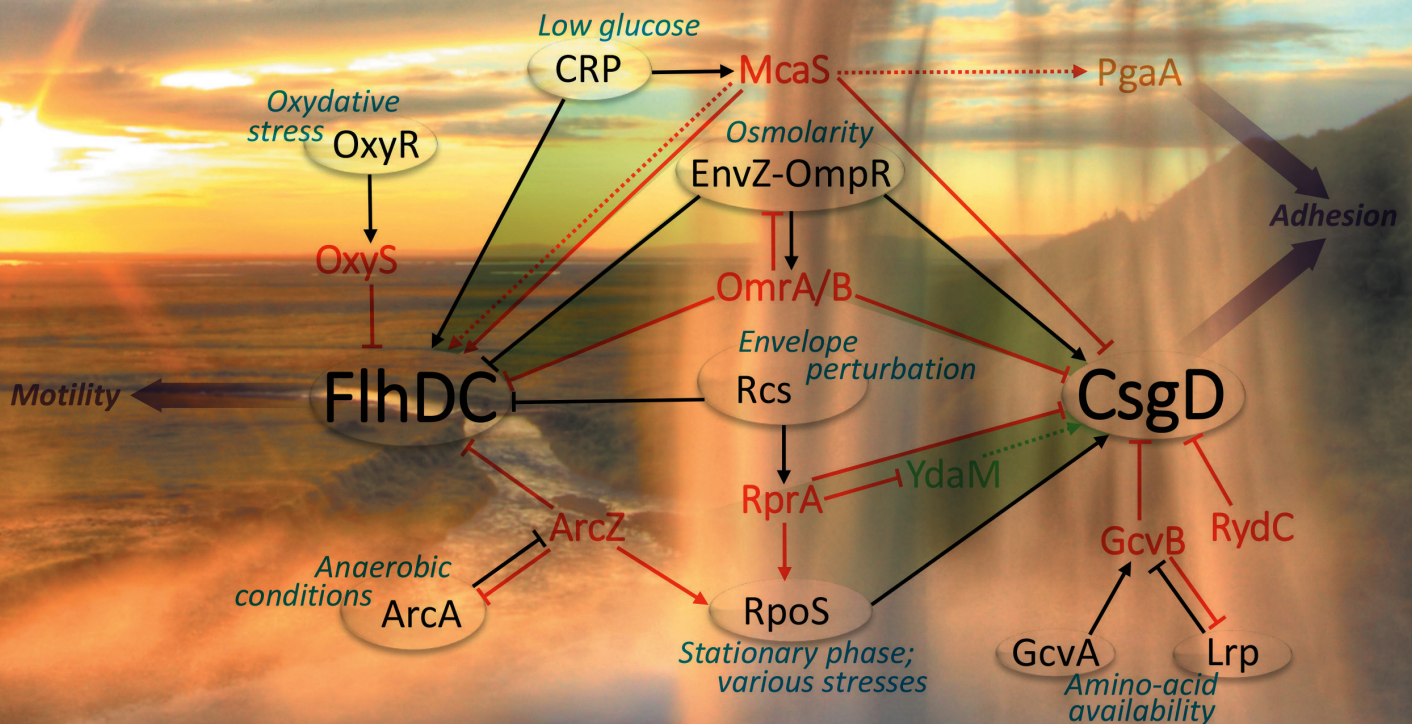 Low glucose
CRP
McaS
PgaA
Oxydative
stress
OxyR
Osmolarity
EnvZ-OmpR
Adhesion
OxyS
OmrA/B
Envelope
perturbation
Rcs
Motility
FlhDC
CsgD
YdaM
RprA
ArcZ
GcvB
RydC
Anaerobic
conditions
ArcA
RpoS
Stationary phase;
various stresses
GcvA
Lrp
Amino-acid
availability